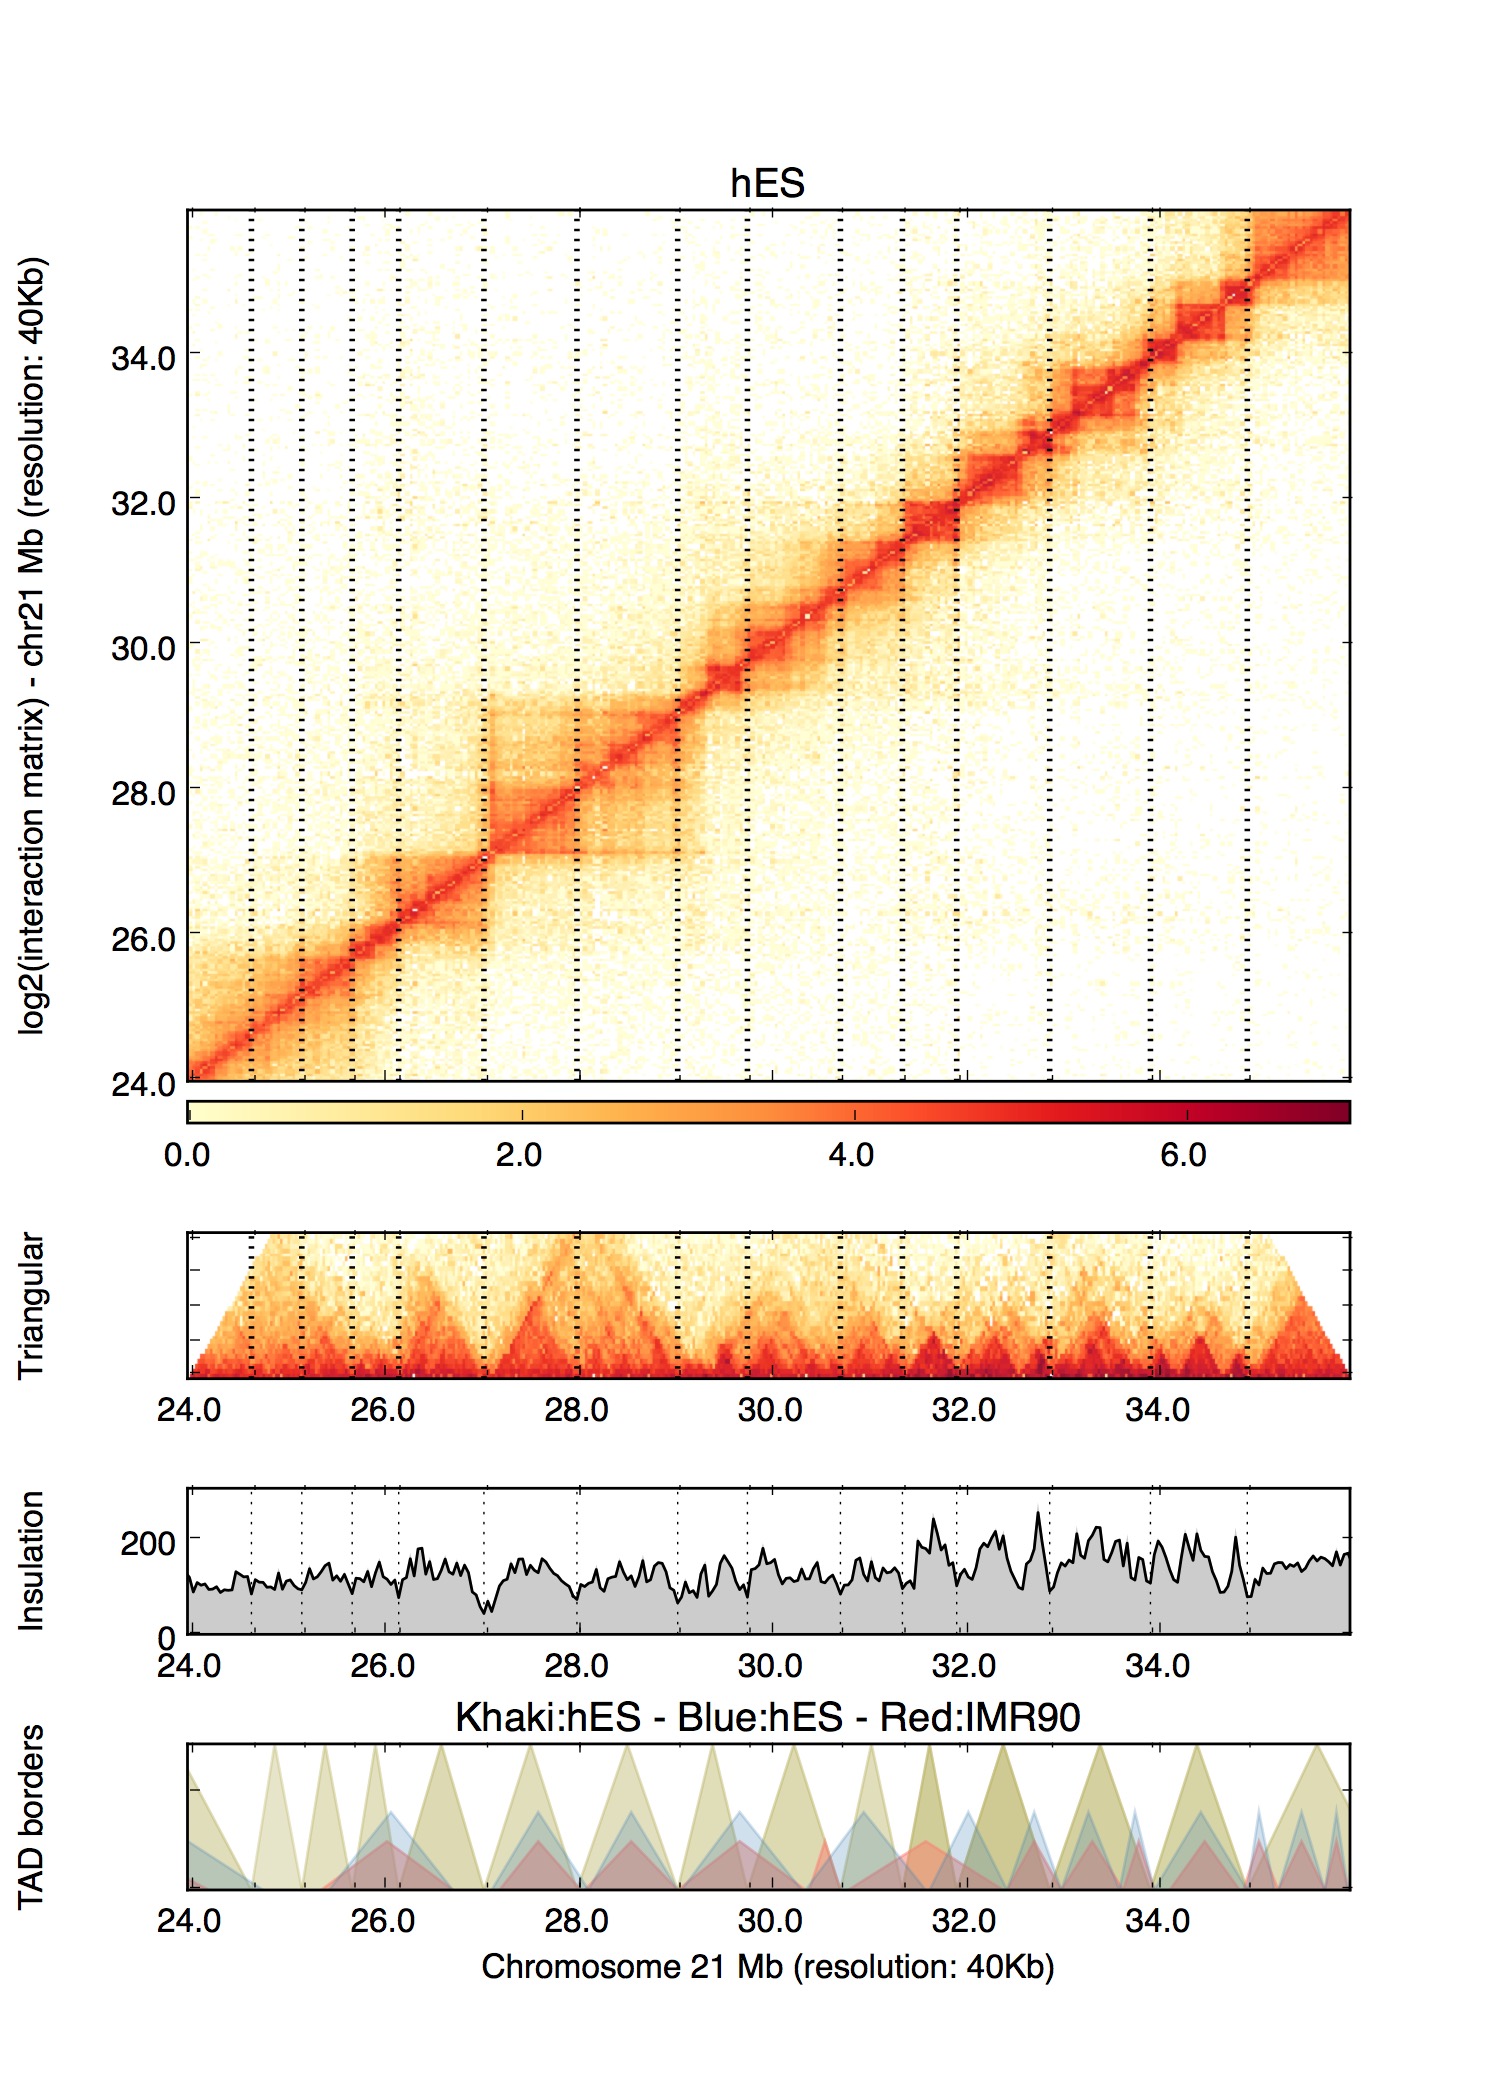 hES
log2(interaction matrix) - chr21 Mb (resolution: 40Kb)
34.0
32.0
30.0
28.0
26.0
24.0
0.0 2.0 4.0 6.0
Triangular
24.0 26.0 28.0 30.0 32.0 34.0
Insulation
200
0
24.0 26.0 28.0 30.0 32.0 34.0
Khaki:hES - Blue:hES - Red:IMR90
TAD borders
24.0 26.0 28.0 30.0 32.0 34.0
Chromosome 21 Mb (resolution: 40Kb)